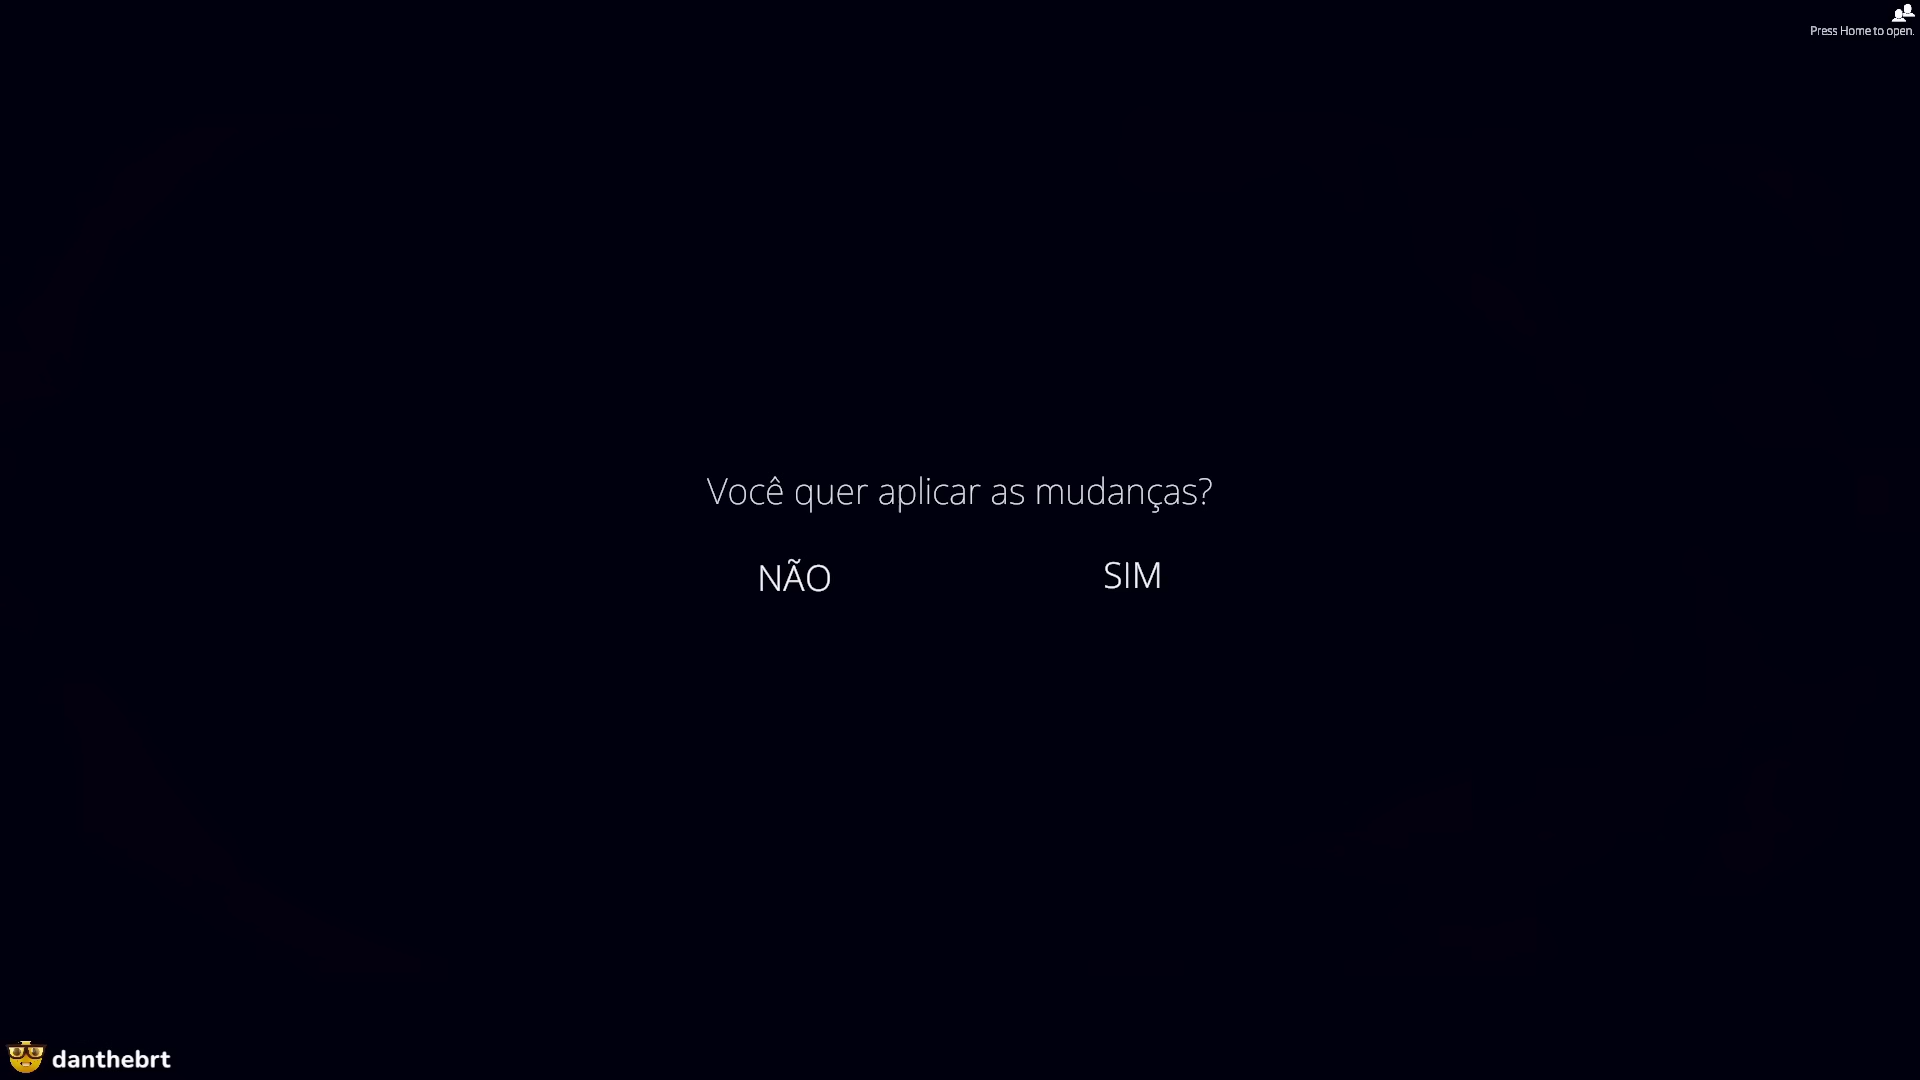 Press Home to open.
Você quer aplicar as mudanças?
NÃO SIM
danthebrt